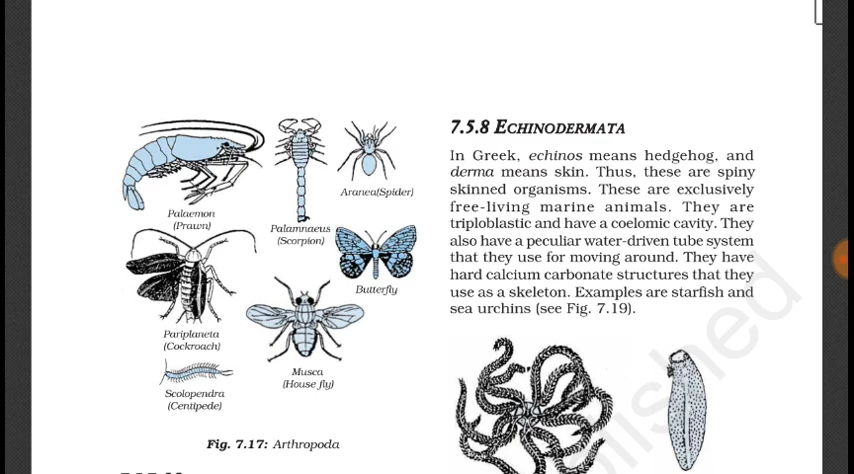 Aranea(Spider)
Palaemon
(Prawn)
Palamnaeus
(Scorpion)
Butterfly
Pariplaneta
(Cockroach)
Musca
(House fly)
Scolopendra
(Centipede)
Fig. 7.17: Arthropoda
7.5.8 ECHINODERMATA
In Greek, echinos means hedgehog, and
derma means skin. Thus, these are spiny
skinned organisms. These are exclusively
free-living marine animals. They are
triploblastic and have a coelomic cavity. They
also have a peculiar water-driven tube system
that they use for moving around. They have
hard calcium carbonate structures that they
use as a skeleton. Examples are starfish and
sea urchins (see Fig. 7.19).